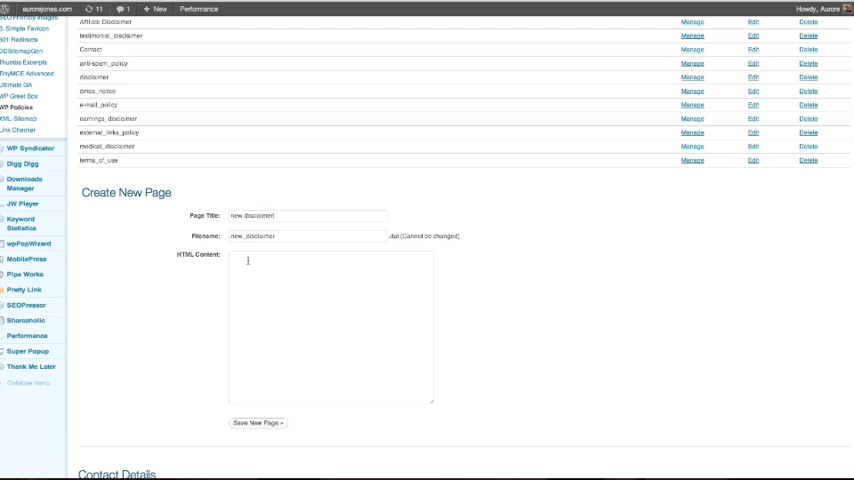 aurorejones.com 11 1 + New Performance Howdy, Aurore
SEO Friendly Images
S. Simple Favicon
301 Redirects
DDSitemapGen
Thumbs Excerpts
TinyMCE Advanced
Ultimate GA
WP Greet Box
WP Policies
XML-Sitemap
Link Checker
WP Syndicator
Digg Digg
Downloads
Manager
JW Player
Keyword
Statistics
wpPopWizard
MobilePress
Pipe Works
Pretty Link
SEOPressor
Shareaholic
Performance
Super Popup
Thank Me Later
Collapse menu
Affiliate Disclaimer Manage Edit Delete
testimonial_disclaimer Manage Edit Delete
Contact Manage Edit Delete
anti-spam_policy Manage Edit Delete
disclaimer Manage Edit Delete
dmca_notice Manage Edit Delete
e-mail_policy Manage Edit Delete
earnings_disclaimer Manage Edit Delete
external_links_policy Manage Edit Delete
medical_disclaimer Manage Edit Delete
terms_of_use Manage Edit Delete
Create New Page
Page Title: new disclaimer
Filename: new_disclaimer .dat (Cannot be changed)
HTML Content:
Save New Page »
Contact Details